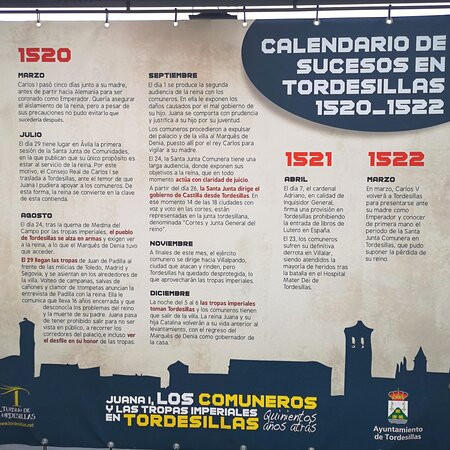 CALENDARIO DE
SUCESOS EN
TORDESILLAS
1520_1522
1520
MARZO
Carlos I pasó cinco días junto a su madre,
antes de partir hacia Alemania para ser
coronado como Emperador. Quería asegurar
el aislamiento de la reina, pero a pesar de
sus precauciones no pudo evitarlo que
sucedería después.
JULIO
El día 29 tiene lugar en Ávila la primera
sesión de la Santa Junta de Comunidades,
en la que publican que su único propósito es
estar al servicio de la reina. Por este
motivo, el Consejo Real de Carlos I se
traslada a Tordesillas, ante el temor de que
Juana I pudiera apoyar a los comuneros. De
esta forma, la reina se convierte en la clave
de esta contienda.
AGOSTO
El día 24, tras la quema de Medina del
Campo por las tropas imperiales, el pueblo
de Tordesillas se alza en armas y exigen ver
a la reina, a lo que el Marqués de Denia tuvo
que acceder.
El 29 llegan las tropas de Juan de Padilla al
frente de las milicias de Toledo, Madrid y
Segovia, y se asientan en los alrededores de
la villa. Volteo de campanas, salvas de
cañones y clamor de trompetas anuncian la
entrevista de Padilla con la reina. Ella le
comunica que lleva 16 años encerrada y que
desconocía los problemas del reino
y la muerte de su padre. Juana pasa
de tener prohibido salir para no ser
vista en público, a recorrer los
corredores del palacio, e incluso ver
el desfile en su honor de las tropas.
SEPTIEMBRE
El día 1 se produce la segunda
audiencia de la reina con los
comuneros. En ella le exponen los
daños causados por el mal gobierno de
su hijo. Juana se comporta con prudencia
y justifica a su hijo por su juventud.
Los comuneros procedieron a expulsar
del palacio y de la villa al Marqués de
Denia, puesto allí por el rey Carlos para
vigilar a su madre.
El 24, la Santa Junta Comunera tiene una
larga audiencia, donde exponen sus
objetivos a la reina, que en todo
momento actúa con claridad de juicio.
A partir del día 26, la Santa Junta dirige el
gobierno de Castilla desde Tordesillas. En
ese momento 14 de las 18 ciudades con
voz y voto en las cortes, están
representadas en la junta tordesillana,
denominada "Cortes y Junta General del
reino".
NOVIEMBRE
A finales de este mes, el ejército
comunero se dirige hacia Villalpando,
ciudad que atacan y rinden, pero
Tordesillas ha quedado desprotegida, lo
que aprovecharán las tropas imperiales.
DICIEMBRE
La noche del 5 al 6 las tropas imperiales
toman Tordesillas y los comuneros tienen
que salir de la villa. La reina Juana y su
hija Catalina volverán a su vida anterior al
levantamiento, con el regreso del
Marqués de Denia como gobernador de
la casa.
1521
ABRIL
El día 7, el cardenal
Adriano, en calidad de
Inquisidor General,
firma una provisión en
Tordesillas prohibiendo
la entrada de libros de
Lutero en España.
El 23, los comuneros
sufren su definitiva
derrota en Villalar,
siendo atendidos la
mayoría de heridos tras
la batalla en el Hospital
Mater Dei de
Tordesillas.
1522
MARZO
En marzo, Carlos V
volverá a Tordesillas
para presentarse ante
su madre como
Emperador y conocer
de primera mano el
periodo de la Santa
Junta Comunera en
Tordesillas, que pudo
suponer la pérdida de
su reino.
TURISMO DE
TORDESILLAS
www.tordesillas.net
JUANA I, LOS COMUNEROS
Y LAS TROPAS IMPERIALES
EN TORDESILLAS Quinientos
años atrás
Ayuntamiento
de Tordesillas